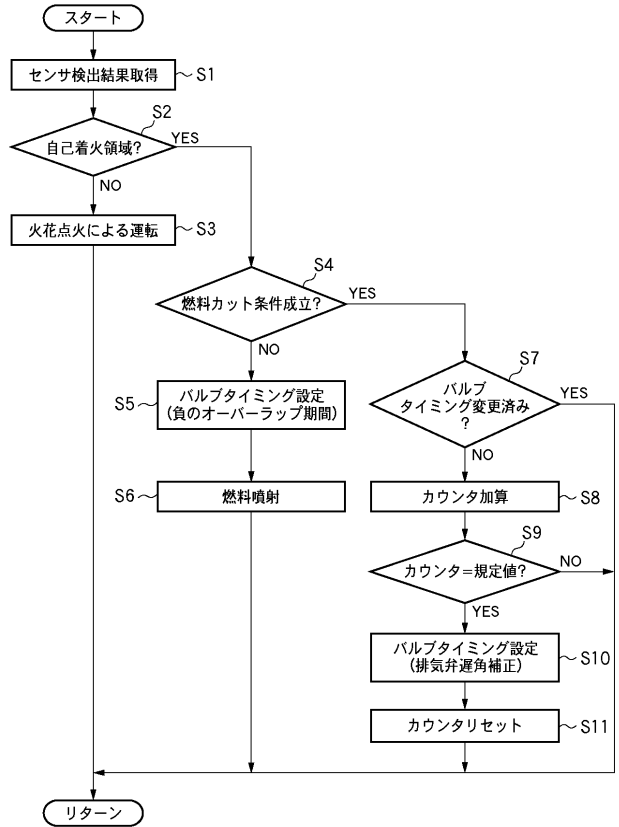 スタート
センサ検出結果取得
S1
S2
自己着火領域?
YES
NO
火花点火による運転
S3
S4
燃料カット条件成立?
YES
NO
S5
バルブタイミング設定
(負のオーバーラップ期間)
S6
燃料噴射
S7
バルブ
タイミング変更済み
?
YES
NO
カウンタ加算
S8
S9
カウンタ=規定値?
NO
YES
バルブタイミング設定
(排気弁遅角補正)
S10
カウンタリセット
S11
リターン